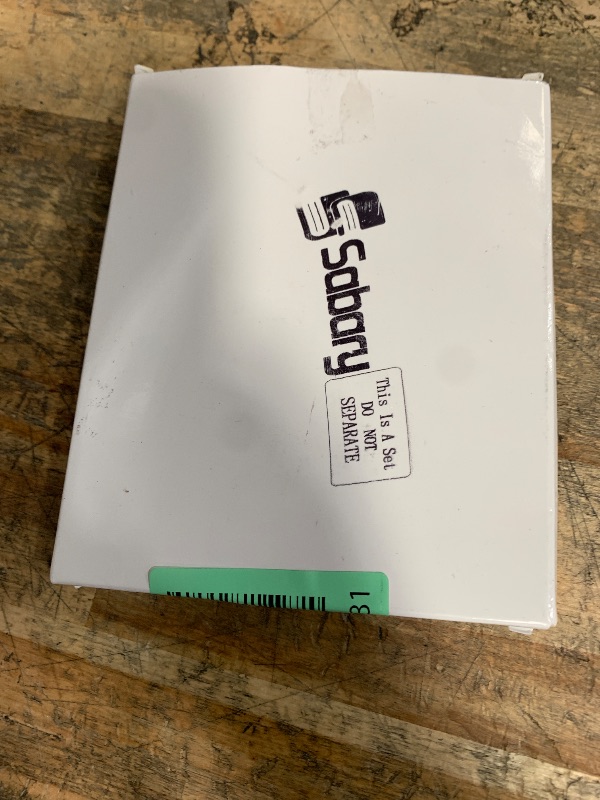 Sabary
This Is A Set
DO NOT
SEPARATE
81